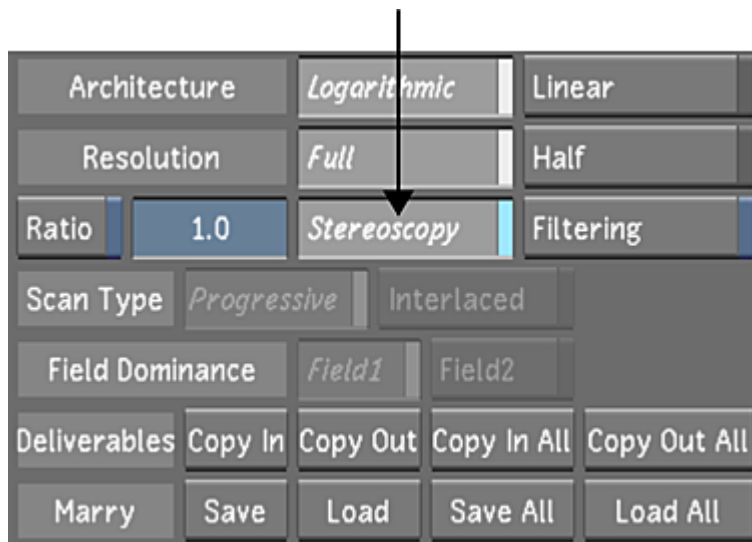 Architecture Logarithmic Linear
Resolution Full Half
Ratio 1.0 Stereoscopy Filtering
Scan Type Progressive Interlaced
Field Dominance Field1 Field2
Deliverables Copy In Copy Out Copy In All Copy Out All
Marry Save Load Save All Load All